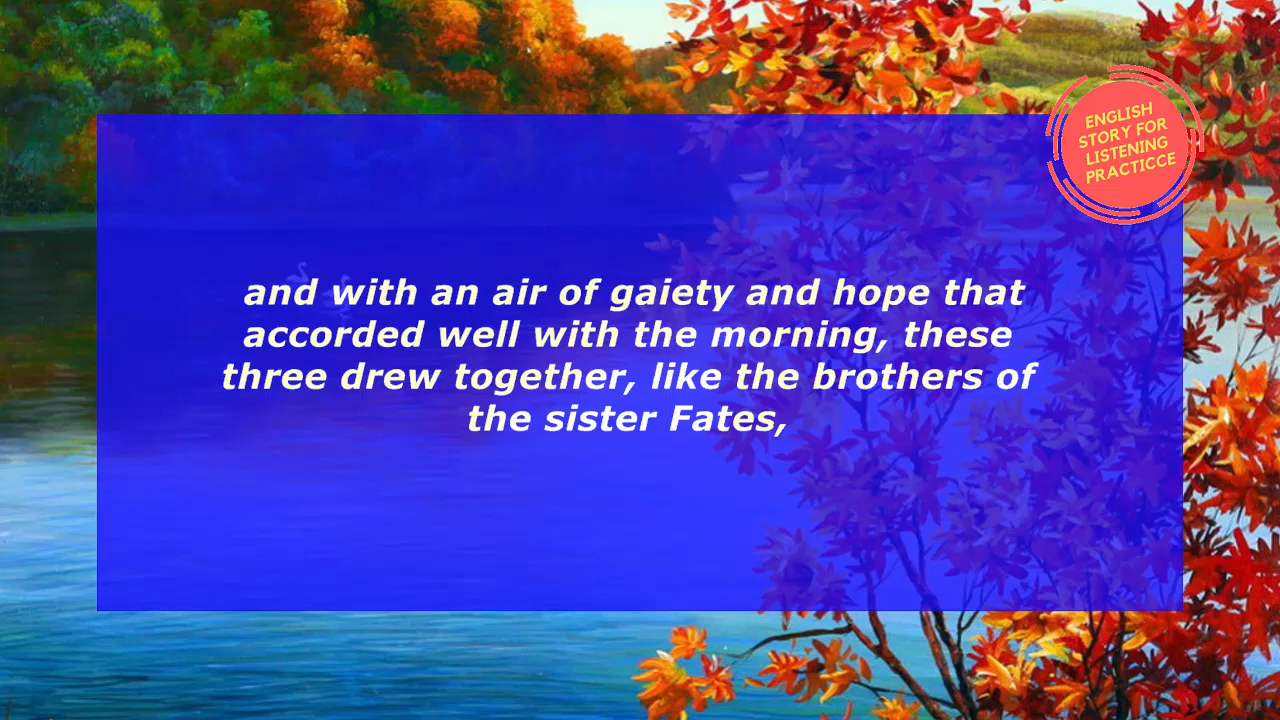 ENGLISH
STORY FOR
LISTENING
PRACTICCE
and with an air of gaiety and hope that
accorded well with the morning, these
three drew together, like the brothers of
the sister Fates,